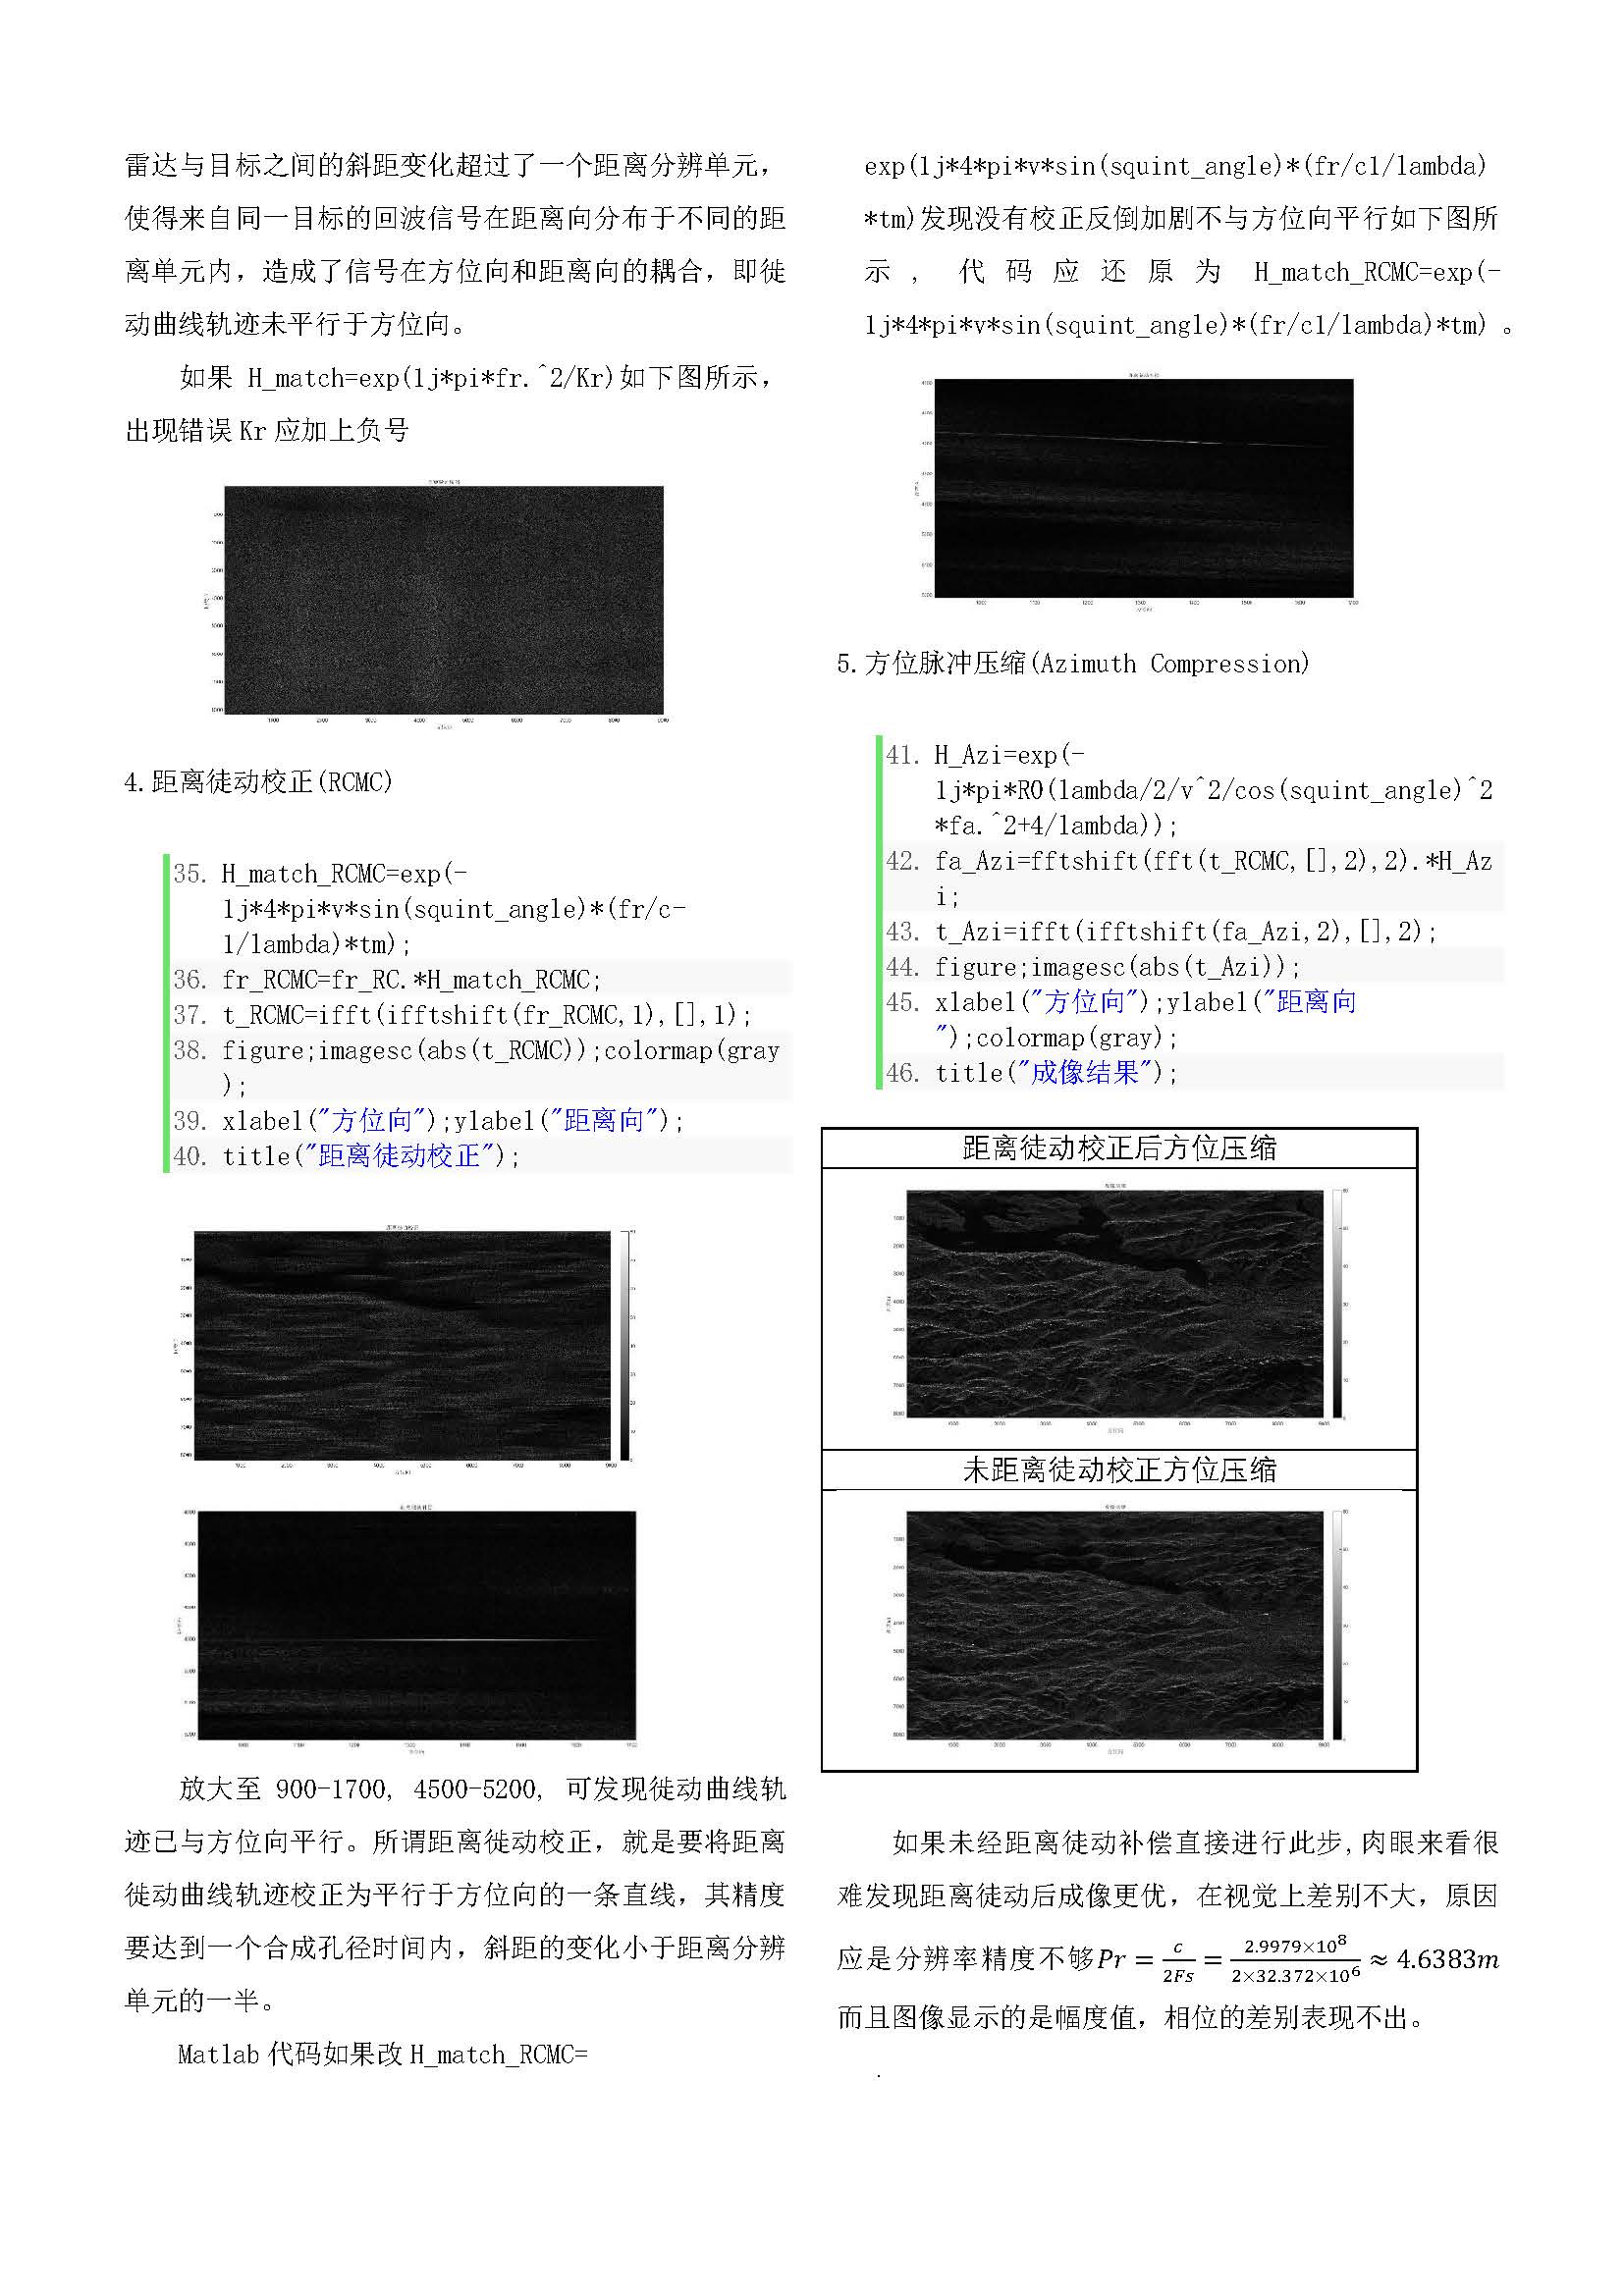 雷达与目标之间的斜距变化超过了一个距离分辨单元，
使得来自同一目标的回波信号在距离向分布于不同的距
离单元内，造成了信号在方位向和距离向的耦合，即徙
动曲线轨迹未平行于方位向。
如果 H_match=exp(1j*pi*fr.^2/Kr)如下图所示，
出现错误 Kr 应加上负号
4.距离徒动校正(RCMC)
35. H_match_RCMC=exp(-
1j*4*pi*v*sin(squint_angle)*(fr/c-
1/lambda)*tm);
36. fr_RCMC=fr_RC.*H_match_RCMC;
37. t_RCMC=ifft(ifftshift(fr_RCMC,1),[],1);
38. figure;imagesc(abs(t_RCMC));colormap(gray
);
39. xlabel("方位向");ylabel("距离向");
40. title("距离徒动校正");
放大至 900-1700, 4500-5200, 可发现徙动曲线轨
迹已与方位向平行。所谓距离徙动校正，就是要将距离
徙动曲线轨迹校正为平行于方位向的一条直线，其精度
要达到一个合成孔径时间内，斜距的变化小于距离分辨
单元的一半。
Matlab 代码如果改 H_match_RCMC=
exp(1j*4*pi*v*sin(squint_angle)*(fr/c1/lambda)
*tm)发现没有校正反倒加剧不与方位向平行如下图所
示, 代码应还原为 H_match_RCMC=exp(-
1j*4*pi*v*sin(squint_angle)*(fr/c1/lambda)*tm) 。
5.方位脉冲压缩(Azimuth Compression)
41. H_Azi=exp(-
1j*pi*R0(lambda/2/v^2/cos(squint_angle)^2
*fa.^2+4/lambda));
42. fa_Azi=fftshift(fft(t_RCMC,[],2),2).*H_Az
i;
43. t_Azi=ifft(ifftshift(fa_Azi,2),[],2);
44. figure;imagesc(abs(t_Azi));
45. xlabel("方位向");ylabel("距离向
");colormap(gray);
46. title("成像结果");
距离徒动校正后方位压缩
未距离徒动校正方位压缩
如果未经距离徒动补偿直接进行此步,肉眼来看很
难发现距离徒动后成像更优，在视觉上差别不大，原因
应是分辨率精度不够Pr = c/2Fs = 2.9979×10⁸/2×32.372×10⁶ ≈ 4.6383m
而且图像显示的是幅度值，相位的差别表现不出。